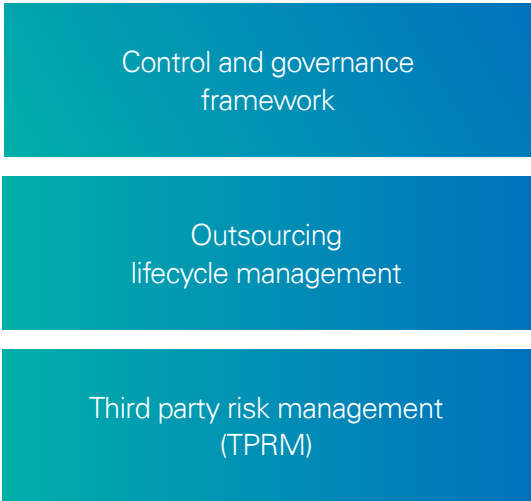 Control and governance
framework
Outsourcing
lifecycle management
Third party risk management
(TPRM)